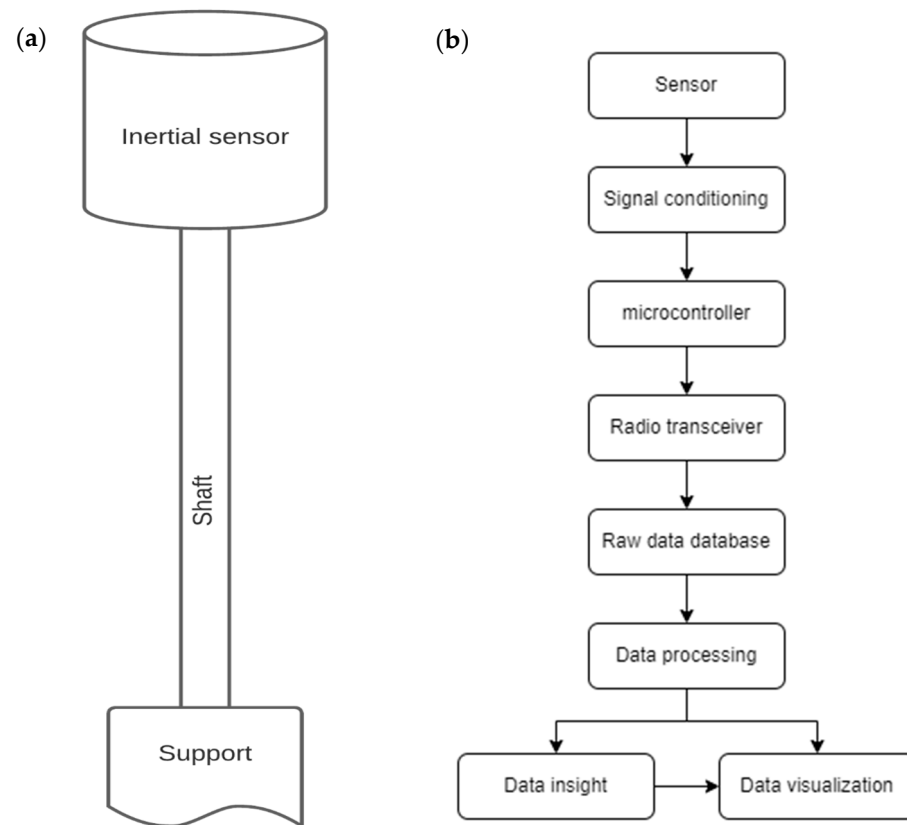 (a)
Inertial sensor
Shaft
Support
(b)
Sensor
Signal conditioning
microcontroller
Radio transceiver
Raw data database
Data processing
Data insight
Data visualization